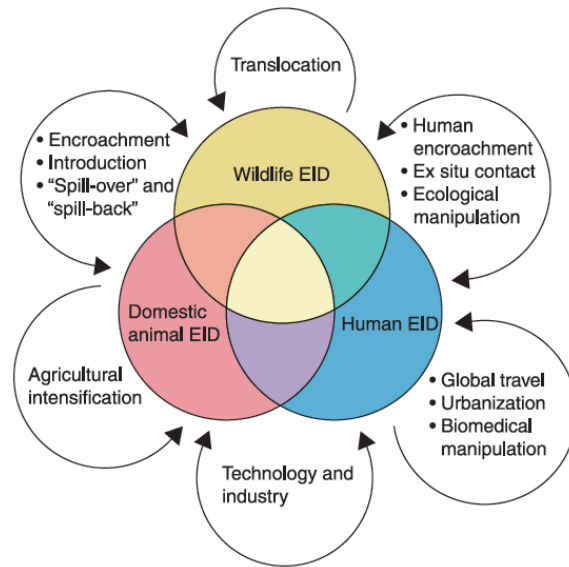 Translocation
• Encroachment
• Introduction
• “Spill-over” and
“spill-back”
Wildlife EID
• Human
encroachment
• Ex situ contact
• Ecological
manipulation
Domestic
animal EID
Human EID
Agricultural
intensification
• Global travel
• Urbanization
• Biomedical
manipulation
Technology and
industry